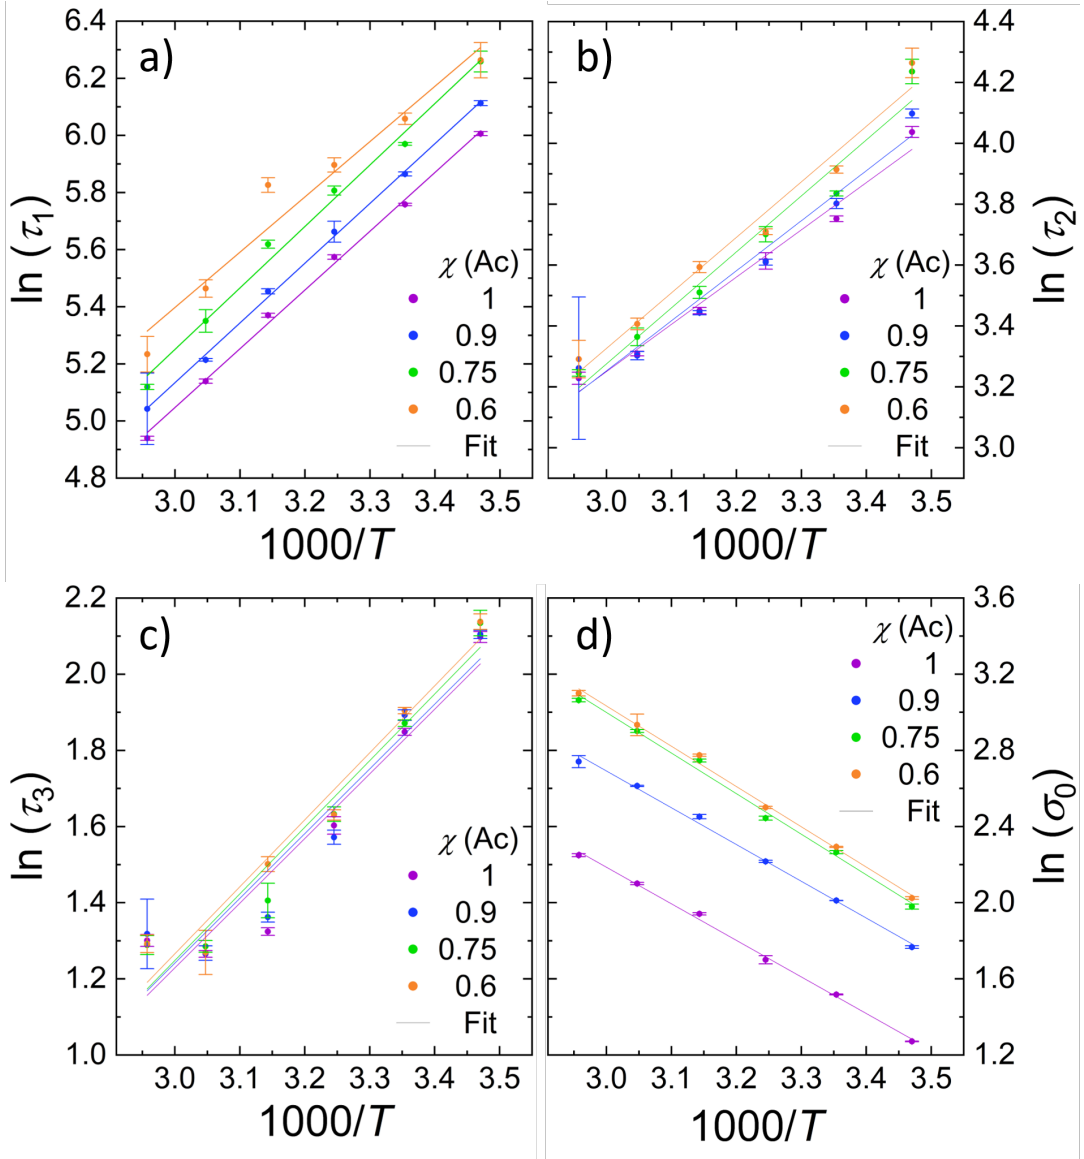 a)
ln (τ1)
6.4
6.2
6.0
5.8
5.6
5.4
5.2
5.0
4.8
χ (Ac)
1
0.9
0.75
0.6
Fit
3.0 3.1 3.2 3.3 3.4 3.5
1000/T
b)
ln (τ2)
4.4
4.2
4.0
3.8
3.6
3.4
3.2
3.0
χ (Ac)
1
0.9
0.75
0.6
Fit
3.0 3.1 3.2 3.3 3.4 3.5
1000/T
c)
ln (τ3)
2.2
2.0
1.8
1.6
1.4
1.2
1.0
χ (Ac)
1
0.9
0.75
0.6
Fit
3.0 3.1 3.2 3.3 3.4 3.5
1000/T
d)
ln (σ0)
3.6
3.2
2.8
2.4
2.0
1.6
1.2
χ (Ac)
1
0.9
0.75
0.6
Fit
3.0 3.1 3.2 3.3 3.4 3.5
1000/T